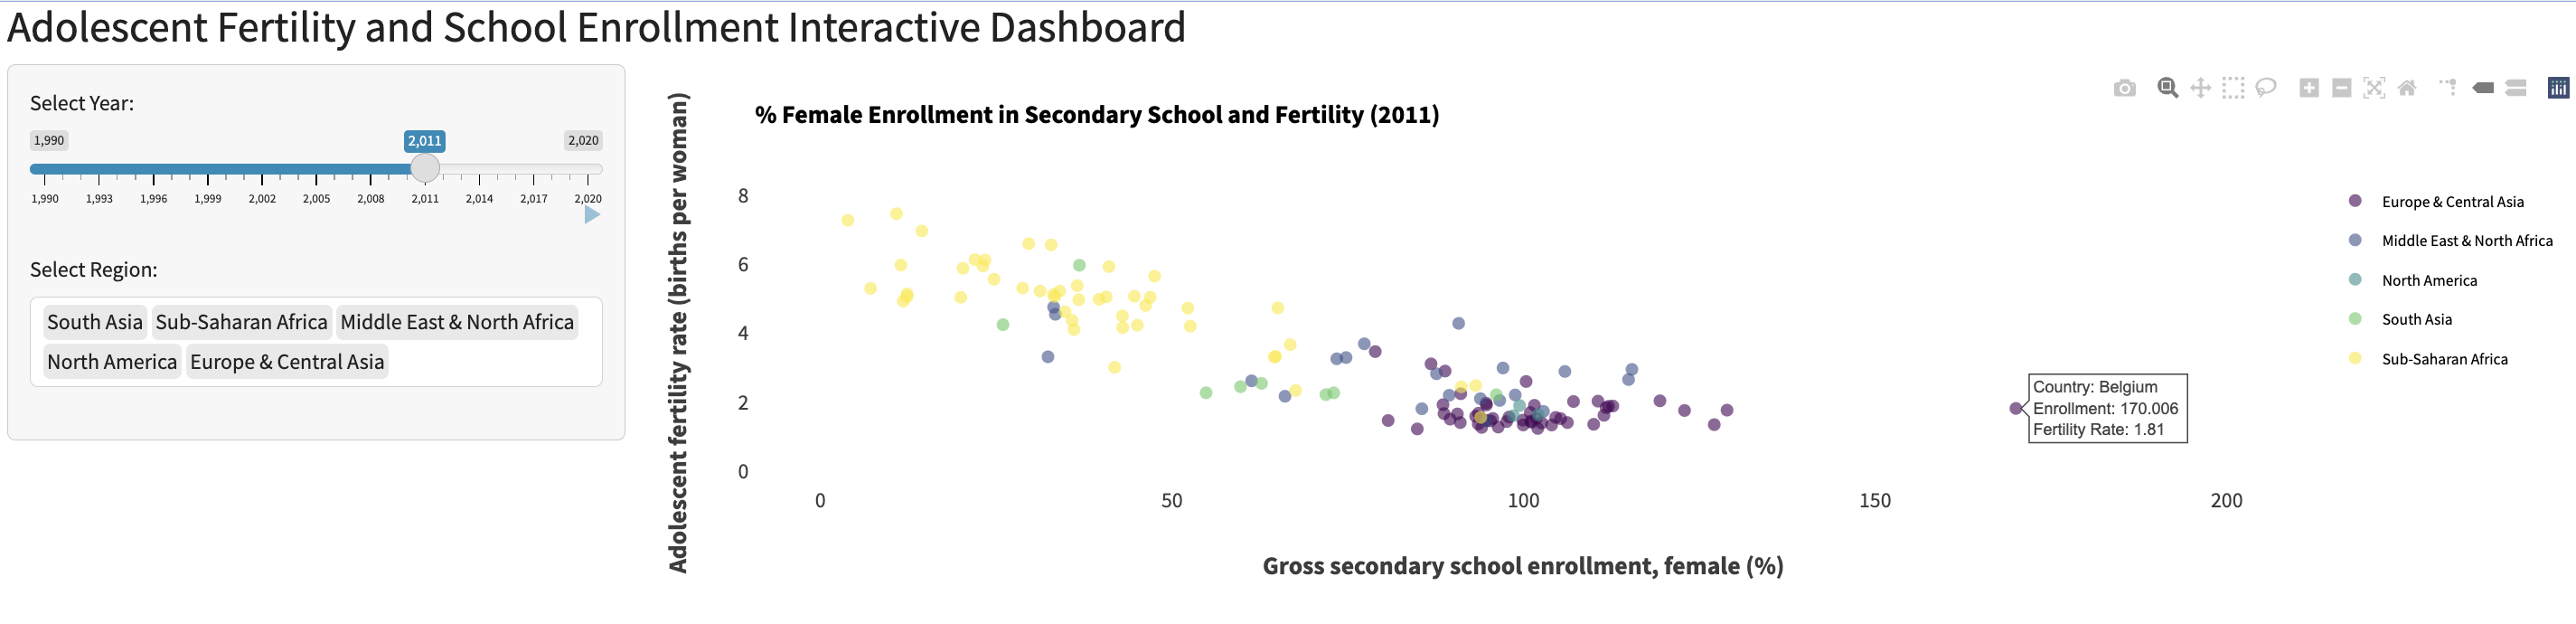 Adolescent Fertility and School Enrollment Interactive Dashboard
Select Year:
1,990 2,011 2,020
1,990 1,993 1,996 1,999 2,002 2,005 2,008 2,011 2,014 2,017 2,020
Select Region:
South Asia Sub-Saharan Africa Middle East & North Africa
North America Europe & Central Asia
% Female Enrollment in Secondary School and Fertility (2011)
Adolescent fertility rate (births per woman)
8
6
4
2
0
0 50 100 150 200
Gross secondary school enrollment, female (%)
Country: Belgium
Enrollment: 170.006
Fertility Rate: 1.81
Europe & Central Asia
Middle East & North Africa
North America
South Asia
Sub-Saharan Africa